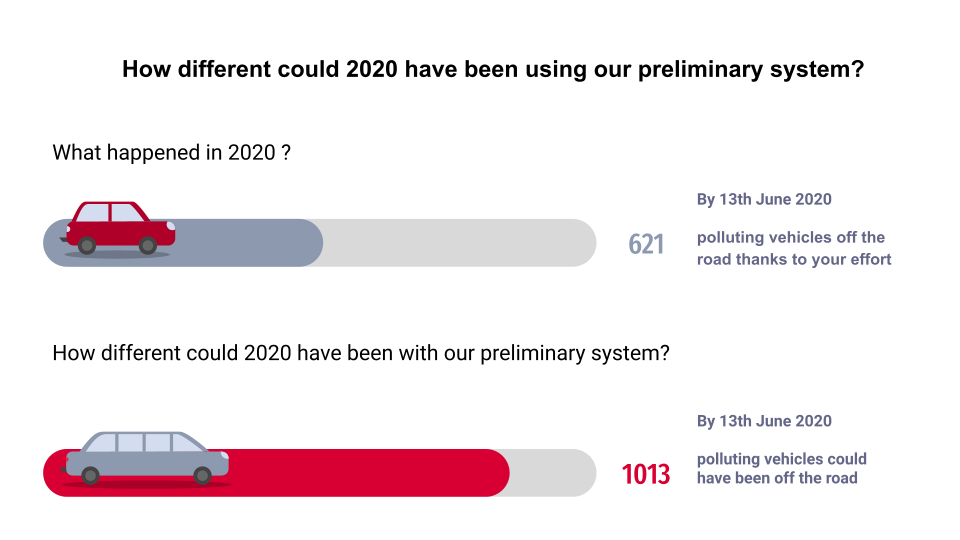 How different could 2020 have been using our preliminary system?
What happened in 2020 ?
By 13th June 2020
621
polluting vehicles off the
road thanks to your effort
How different could 2020 have been with our preliminary system?
By 13th June 2020
1013
polluting vehicles could
have been off the road